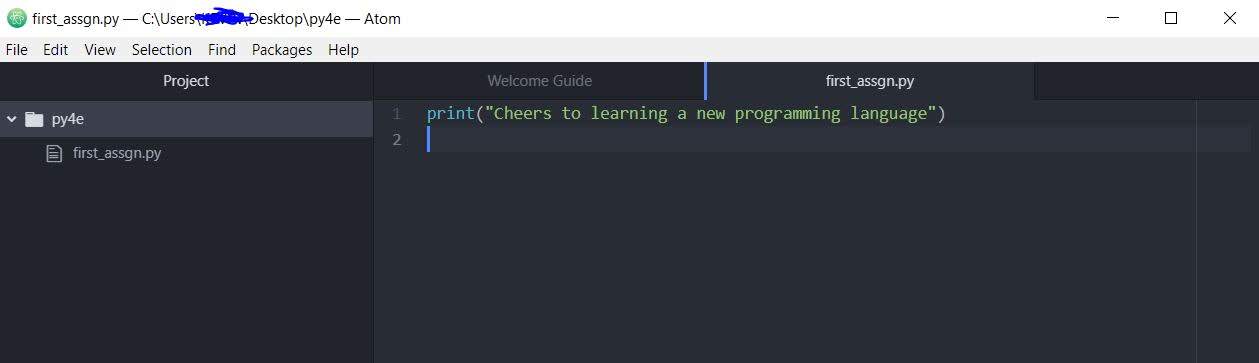 first_assgn.py — C:\Users\ Desktop\py4e — Atom
File Edit View Selection Find Packages Help
Project Welcome Guide first_assgn.py
py4e
first_assgn.py
1 print("Cheers to learning a new programming language")
2